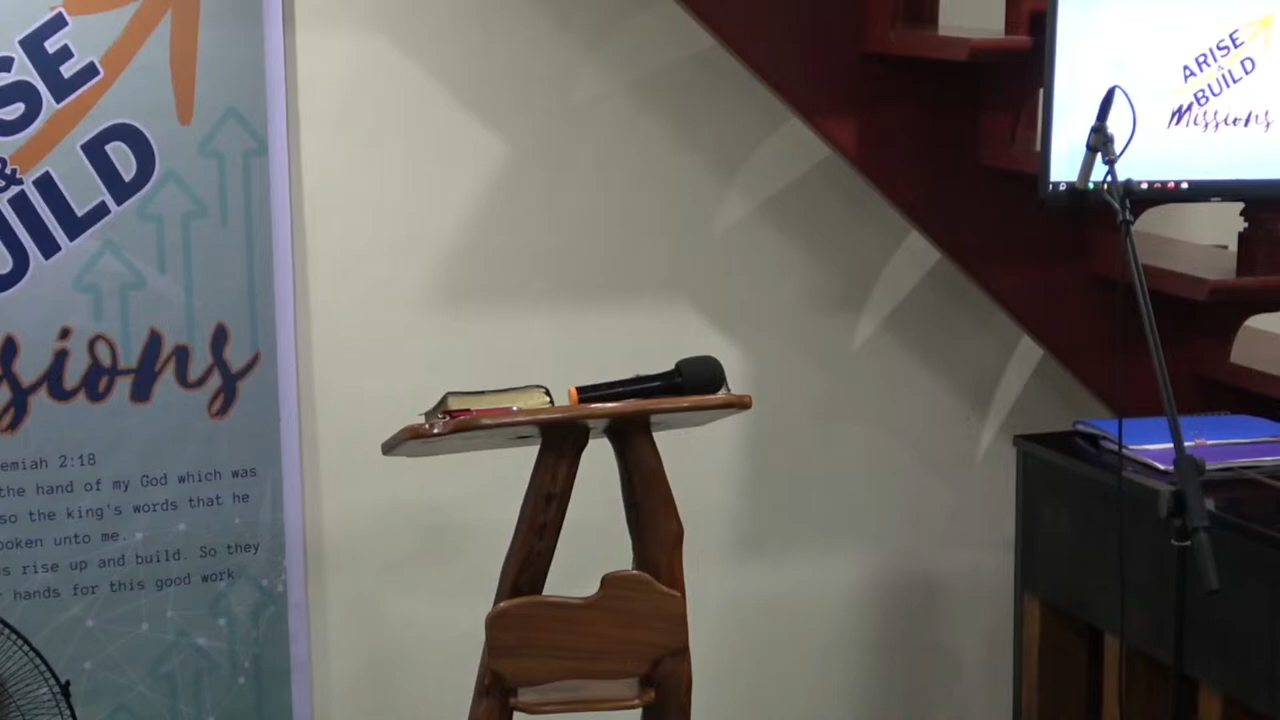 SE
&
UILD
sions
emiah 2:18
the hand of my God which was
so the king's words that he
oken unto me.
s rise up and build. So they
hands for this good work.
ARISE
&
BUILD
Missions